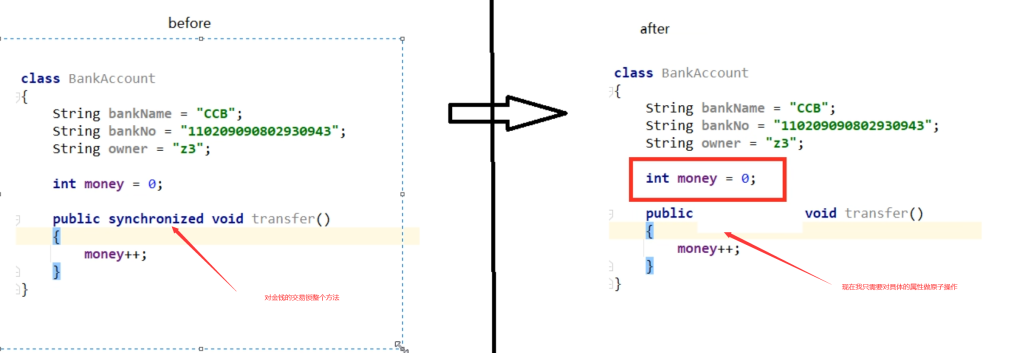 before
class BankAccount
{
String bankName = "CCB";
String bankNo = "110209090802930943";
String owner = "z3";
int money = 0;
public synchronized void transfer()
{
money++;
}
}
对金钱的交易锁整个方法
after
class BankAccount
{
String bankName = "CCB";
String bankNo = "110209090802930943";
String owner = "z3";
int money = 0;
public void transfer()
{
money++;
}
}
现在我只需要对具体的属性做原子操作